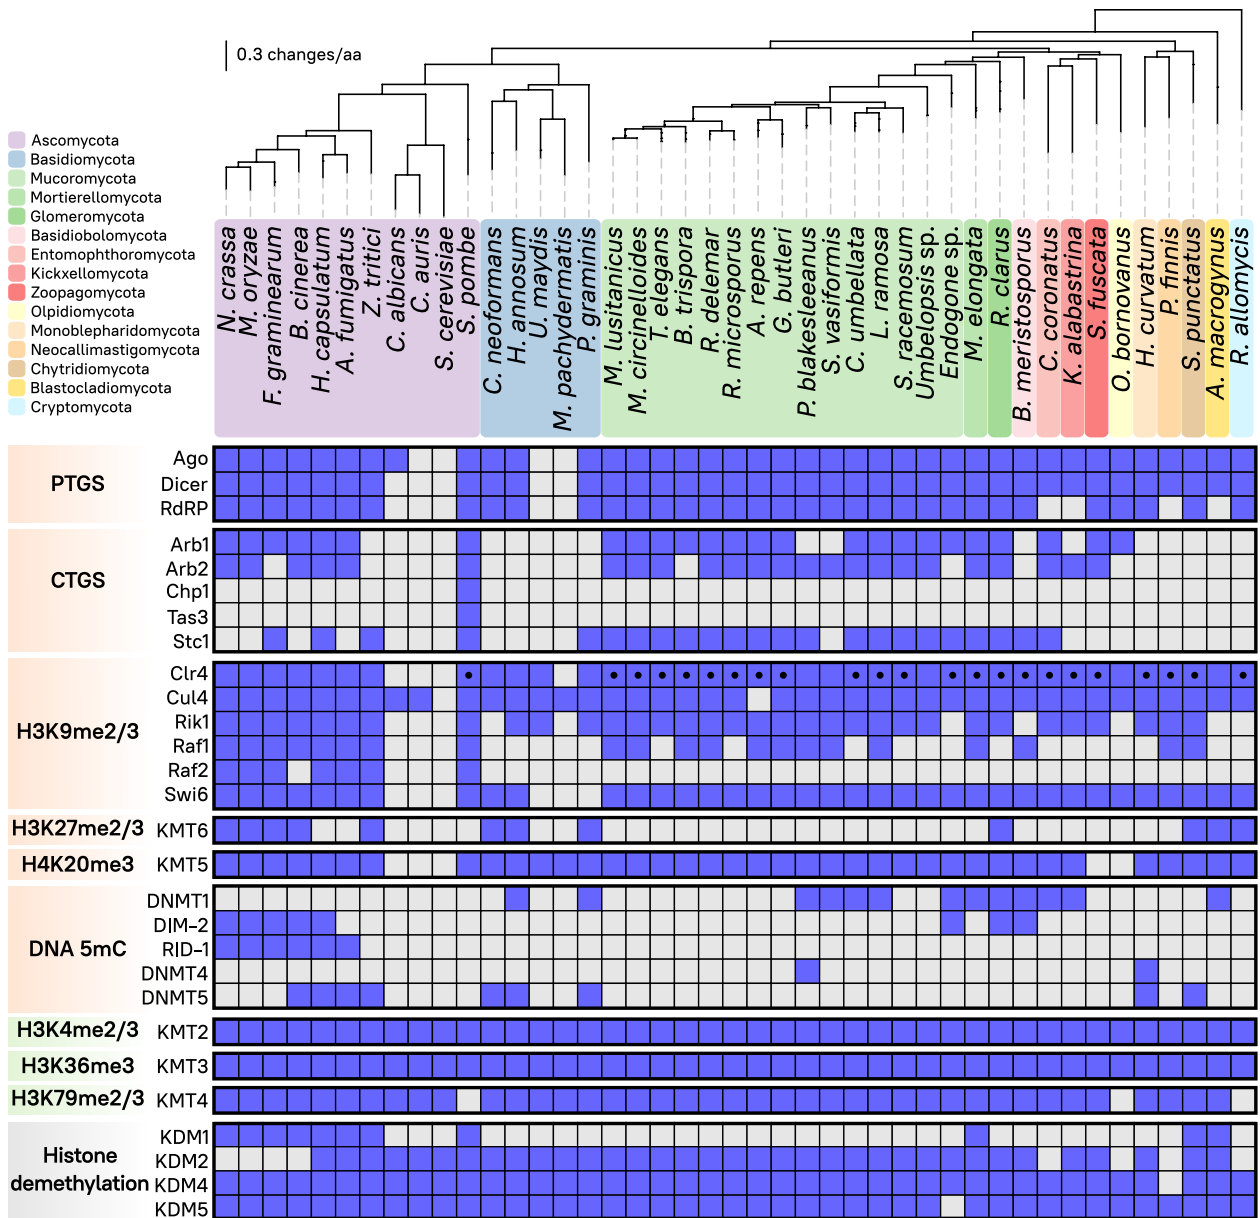 0.3 changes/aa
Ascomycota
Basidiomycota
Mucoromycota
Mortierellomycota
Glomeromycota
Basidiobolomycota
Entomophthoromycota
Kickxellomycota
Zoopagomycota
Olpidiomycota
Monoblepharidomycota
Neocallimastigomycota
Chytridiomycota
Blastocladiomycota
Cryptomycota
N. crassa
M. oryzae
F. graminearum
B. cinerea
H. capsulatum
A. fumigatus
Z. tritici
C. albicans
C. auris
S. cerevisiae
S. pombe
C. neoformans
H. annosum
U. maydis
M. pachydermatis
P. graminis
M. lusitanicus
M. circinelloides
T. elegans
B. trispora
R. delemar
R. microsporus
A. repens
G. butleri
P. blakesleeanus
S. vasiformis
C. umbellata
L. ramosa
S. racemosum
Umbelopsis sp.
Endogone sp.
M. elongata
R. clarus
B. meristosporus
C. coronatus
K. alabastrina
S. fuscata
O. bornovanus
H. curvatum
P. finnis
S. punctatus
A. macrogynus
R. allomycis
PTGS
Ago
Dicer
RdRP
CTGS
Arb1
Arb2
Chp1
Tas3
Stc1
H3K9me2/3
Clr4
Cul4
Rik1
Raf1
Raf2
Swi6
H3K27me2/3 KMT6
H4K20me3 KMT5
DNA 5mC
DNMT1
DIM-2
RID-1
DNMT4
DNMT5
H3K4me2/3 KMT2
H3K36me3 KMT3
H3K79me2/3 KMT4
Histone
demethylation
KDM1
KDM2
KDM4
KDM5